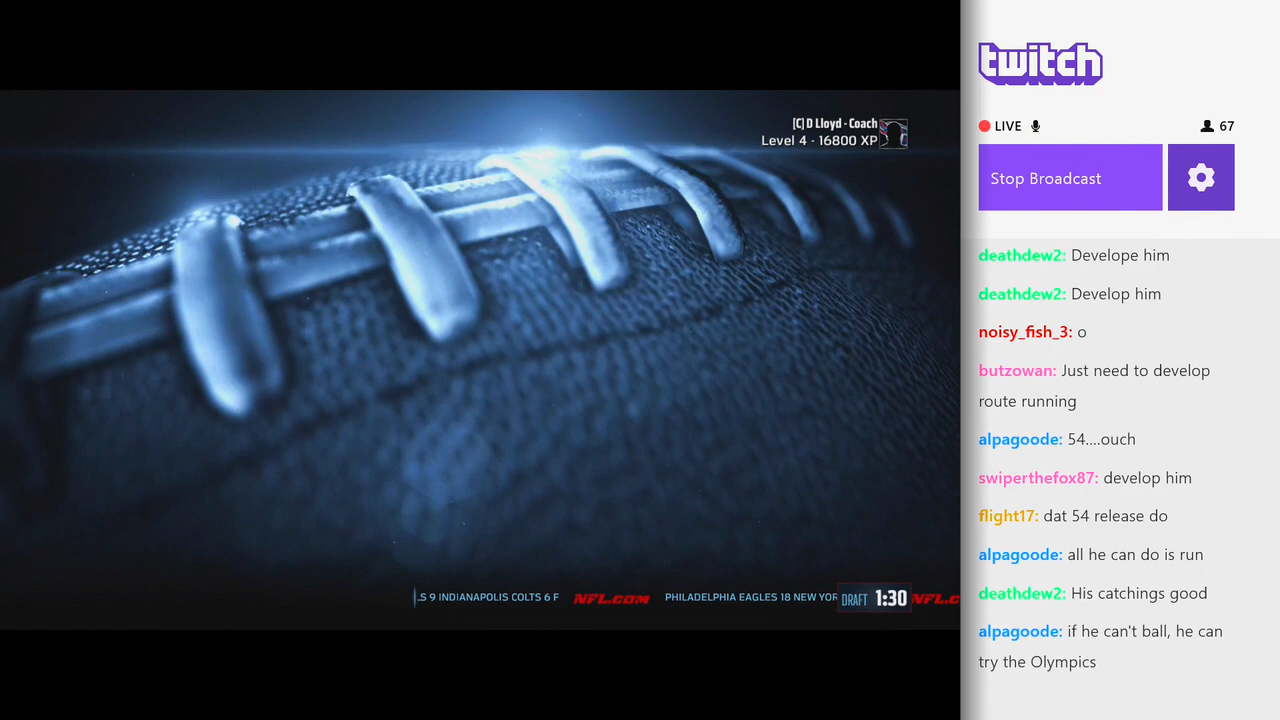 [C] D Lloyd - Coach
Level 4 - 16800 XP
.S 9 INDIANAPOLIS COLTS 6 F NFL.COM PHILADELPHIA EAGLES 18 NEW YOR
DRAFT 1:30
NFL.C
twitch
LIVE 67
Stop Broadcast
deathdew2: Develope him
deathdew2: Develop him
noisy_fish_3: o
butzowan: Just need to develop
route running
alpagoode: 54....ouch
swiperthefox87: develop him
flight17: dat 54 release do
alpagoode: all he can do is run
deathdew2: His catchings good
alpagoode: if he can't ball, he can
try the Olympics